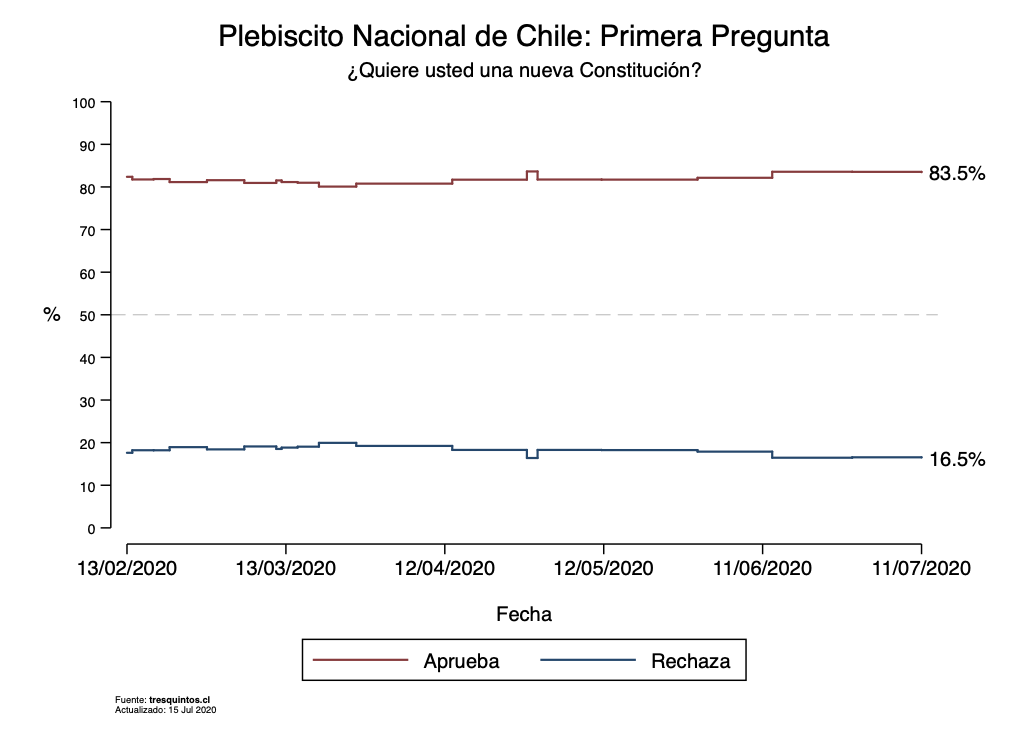 Plebiscito Nacional de Chile: Primera Pregunta
¿Quiere usted una nueva Constitución?
100
90
80
70
60
50
40
30
20
10
0
%
83.5%
16.5%
13/02/2020 13/03/2020 12/04/2020 12/05/2020 11/06/2020 11/07/2020
Fecha
Aprueba Rechaza
Fuente: tresquintos.cl
Actualizado: 15 Jul 2020